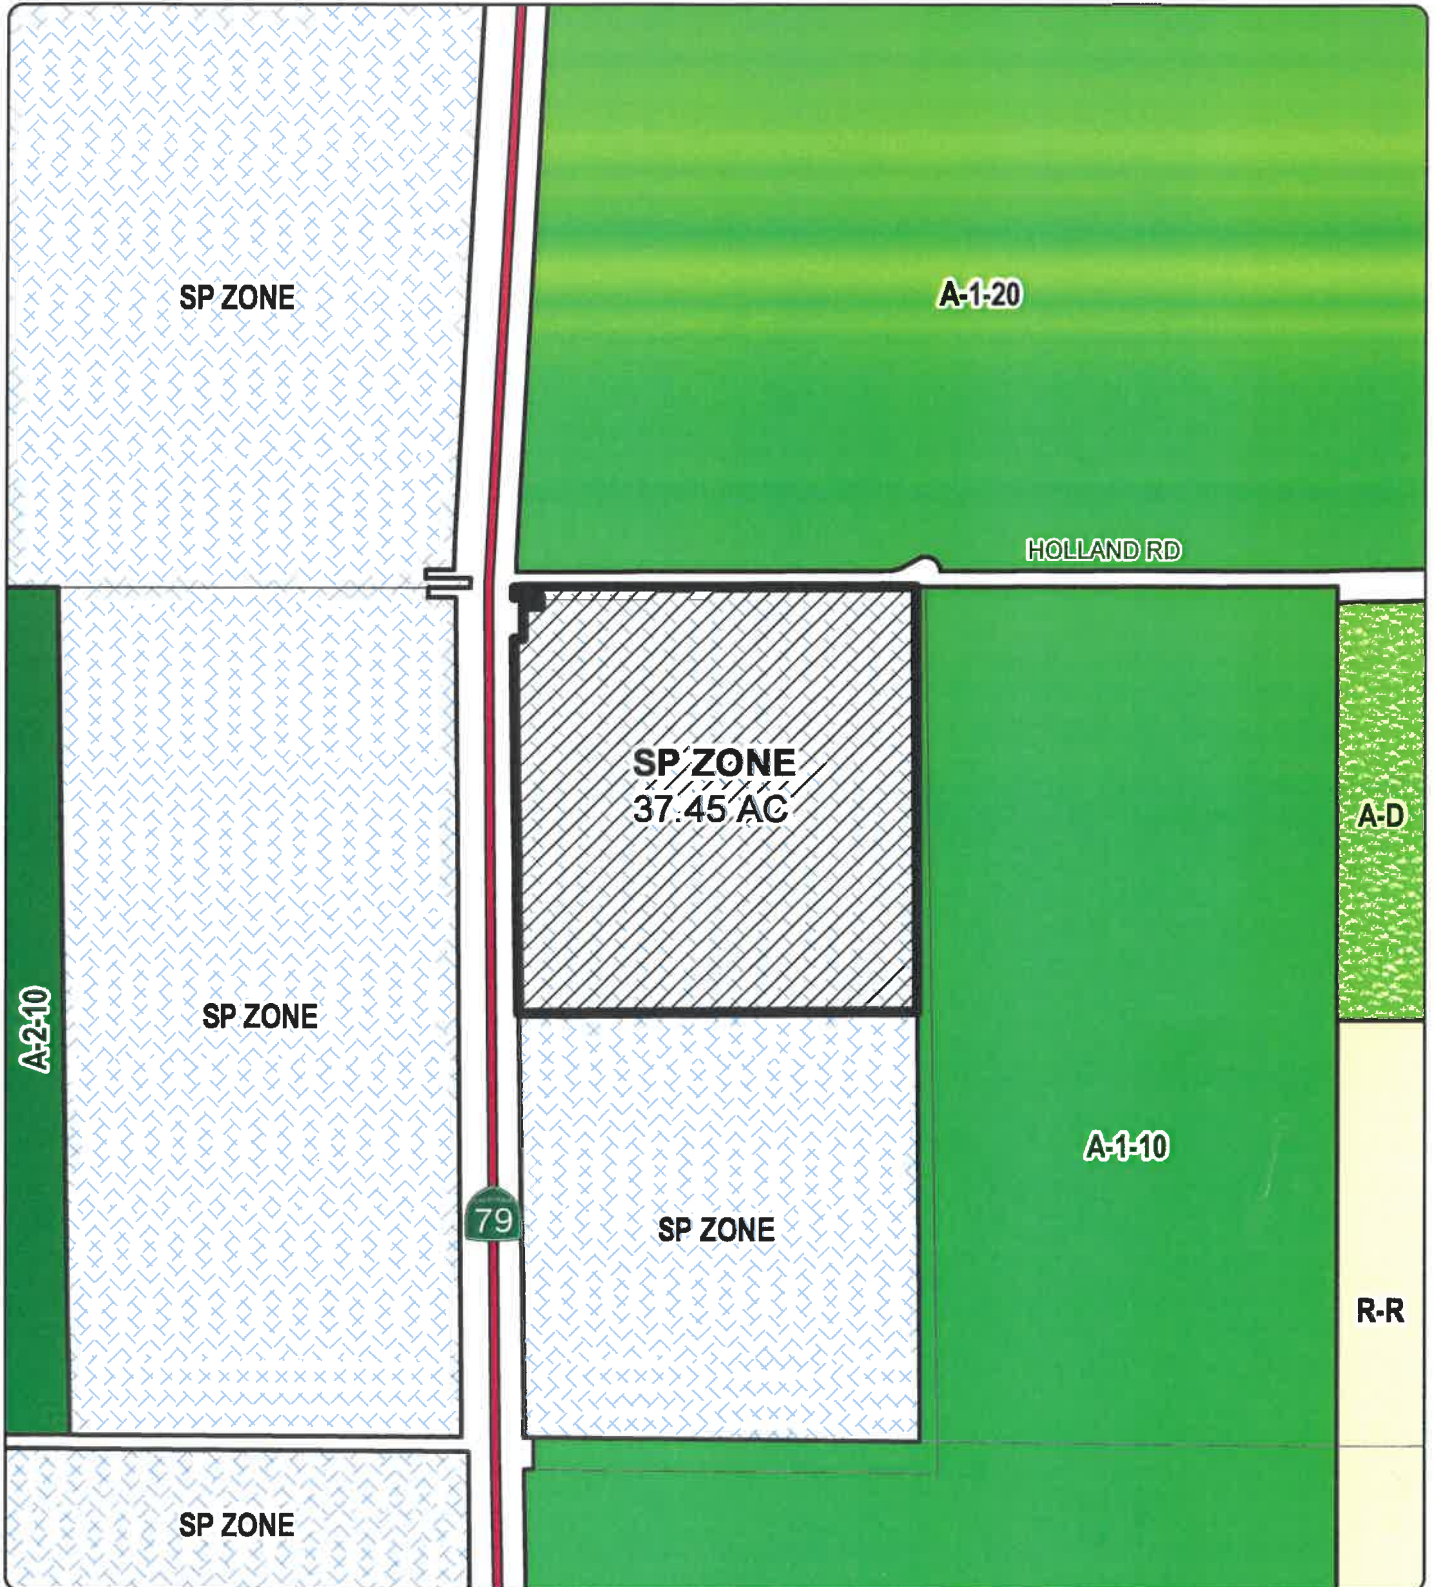 SP ZONE
A-1-20
HOLLAND RD
SP ZONE
37.45 AC
A-D
A-2-10
SP ZONE
A-1-10
79
SP ZONE
R-R
SP ZONE